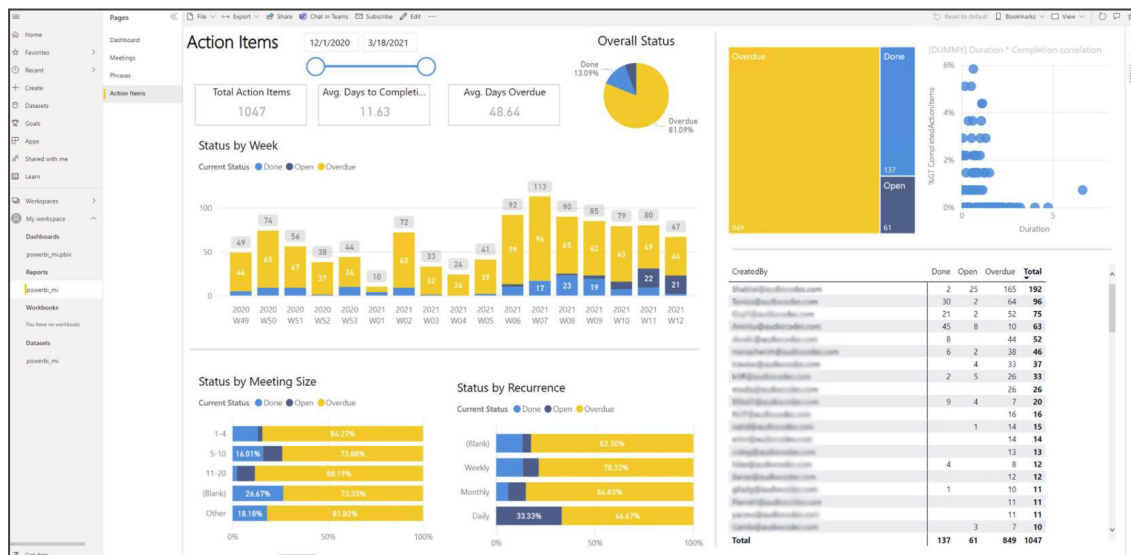 Pages
File
Export
Share
Chat in Teams
Subscribe
Edit
Reset to default
Bookmarks
View
Home
Favorites
Recent
Create
Datasets
Goals
Apps
Shared with me
Learn
Workspaces
My workspace
Dashboards
powerbi_mi.pbix
Reports
powerbi_mi
Workbooks
You have no workbooks
Datasets
powerbi_mi
Get data
Dashboard
Meetings
Phrases
Action Items
Action Items
12/1/2020 3/18/2021
Total Action Items
1047
Avg. Days to Completi...
11.63
Avg. Days Overdue
48.64
Overall Status
Done
13.09%
Overdue
81.09%
Status by Week
Current Status Done Open Overdue
100
50
0
49 74 56 38 44 10 72 33 24 41 92 113 90 85 79 80 67
44 65 47 37 34 63 32 24 39 79 96 65 62 63 49 44
17 23 19 22 21
2020 2020 2020 2020 2020 2021 2021 2021 2021 2021 2021 2021 2021 2021 2021 2021 2021
W49 W50 W51 W52 W53 W01 W02 W03 W04 W05 W06 W07 W08 W09 W10 W11 W12
Status by Meeting Size
Current Status Done Open Overdue
1-4 84.27%
5-10 16.01% 73.88%
11-20 88.19%
(Blank) 26.67% 73.33%
Other 18.18% 81.82%
0% 50% 100%
Status by Recurrence
Current Status Done Open Overdue
(Blank) 82.30%
Weekly 78.32%
Monthly 84.85%
Daily 33.33% 66.67%
0% 50% 100%
Overdue
849
Done
137
Open
61
[DUMMY] Duration * Completion correlation
%GT CompletedActionItems
6%
4%
2%
0%
0 5
Duration
CreatedBy Done Open Overdue Total
2 25 165 192
30 2 64 96
21 2 52 75
45 8 10 63
8 44 52
6 2 38 46
4 33 37
2 5 26 33
26 26
9 4 7 20
16 16
1 14 15
14 14
13 13
4 8 12
12 12
1 10 11
11 11
11 11
3 7 10
Total 137 61 849 1047